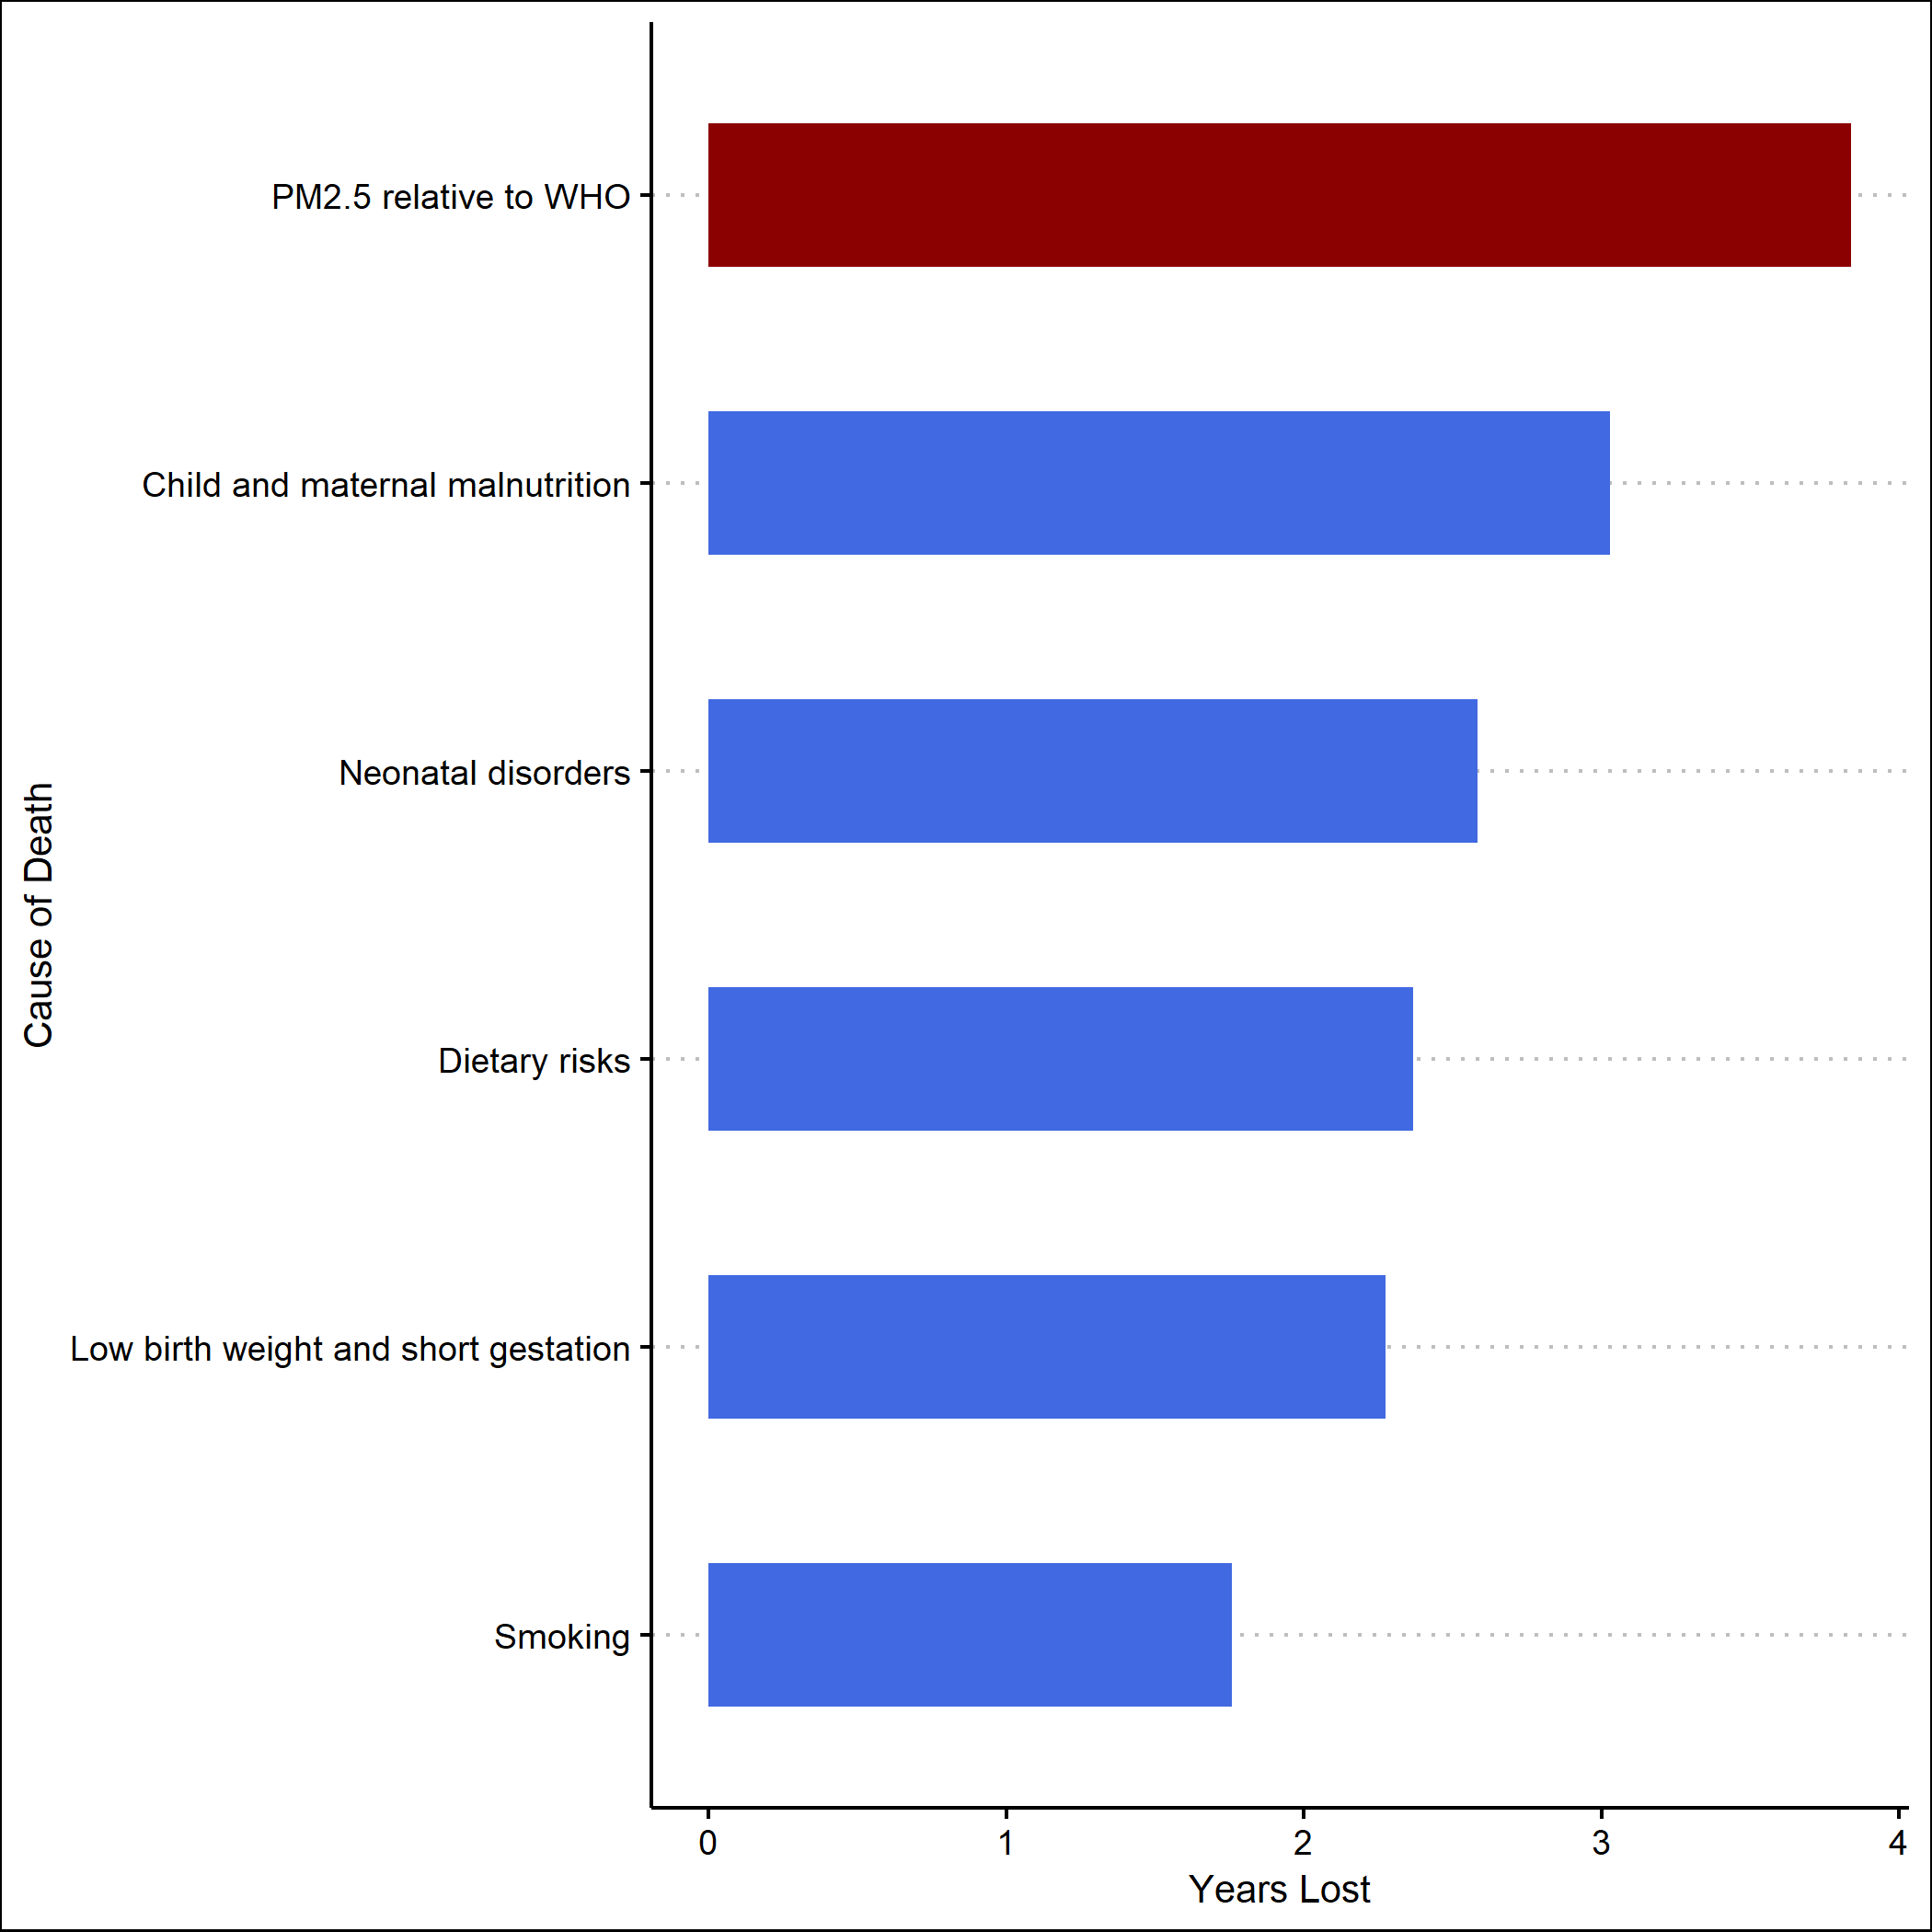 Cause of Death
PM2.5 relative to WHO
Child and maternal malnutrition
Neonatal disorders
Dietary risks
Low birth weight and short gestation
Smoking
0 1 2 3 4
Years Lost